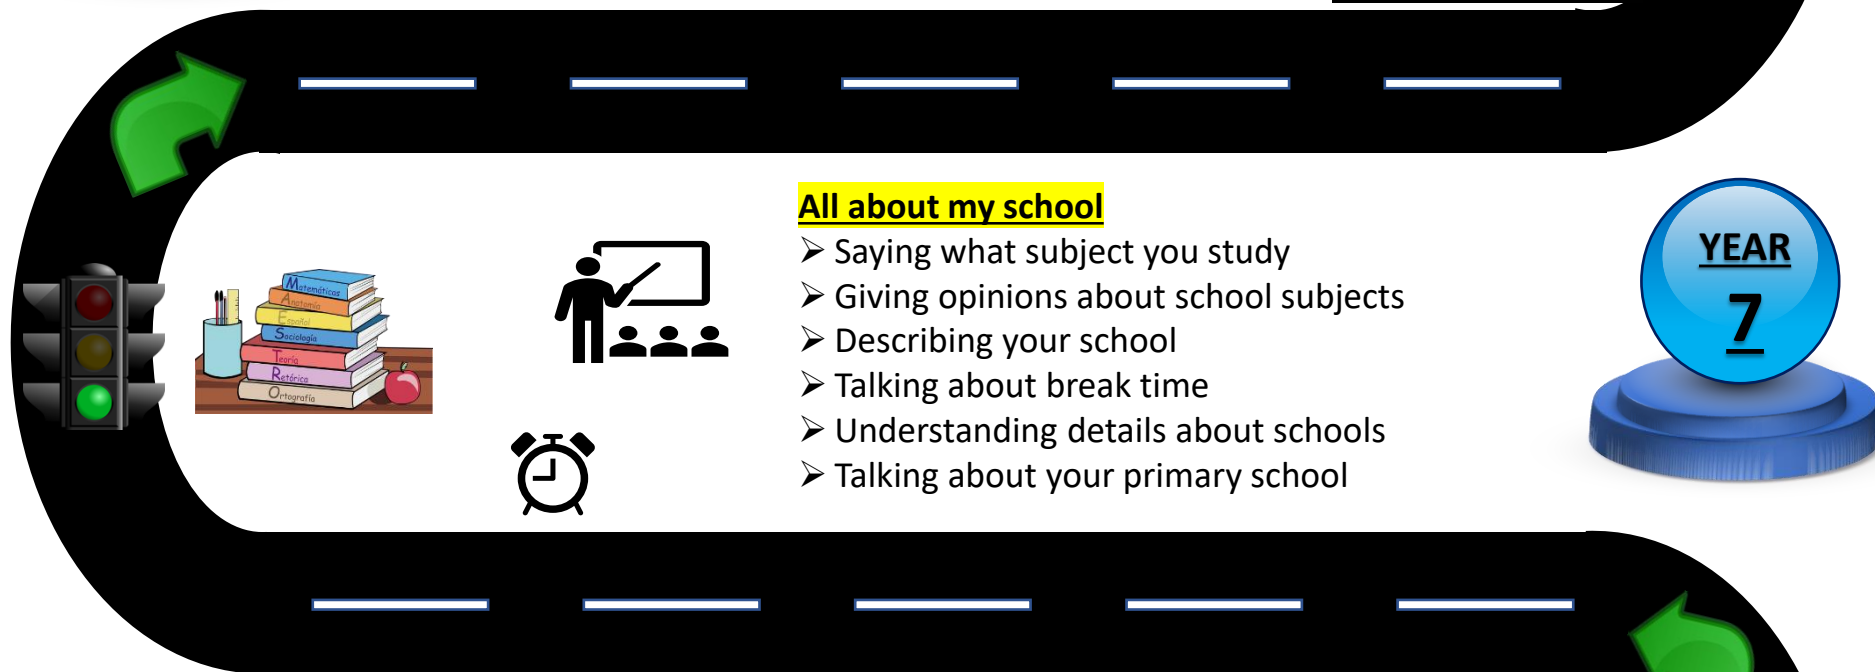 All about my school
➢ Saying what subject you study
➢ Giving opinions about school subjects
➢ Describing your school
➢ Talking about break time
➢ Understanding details about schools
➢ Talking about your primary school
YEAR
7
Matemáticas
Anatomía
Español
Sociología
Teoría
Retórica
Ortografía